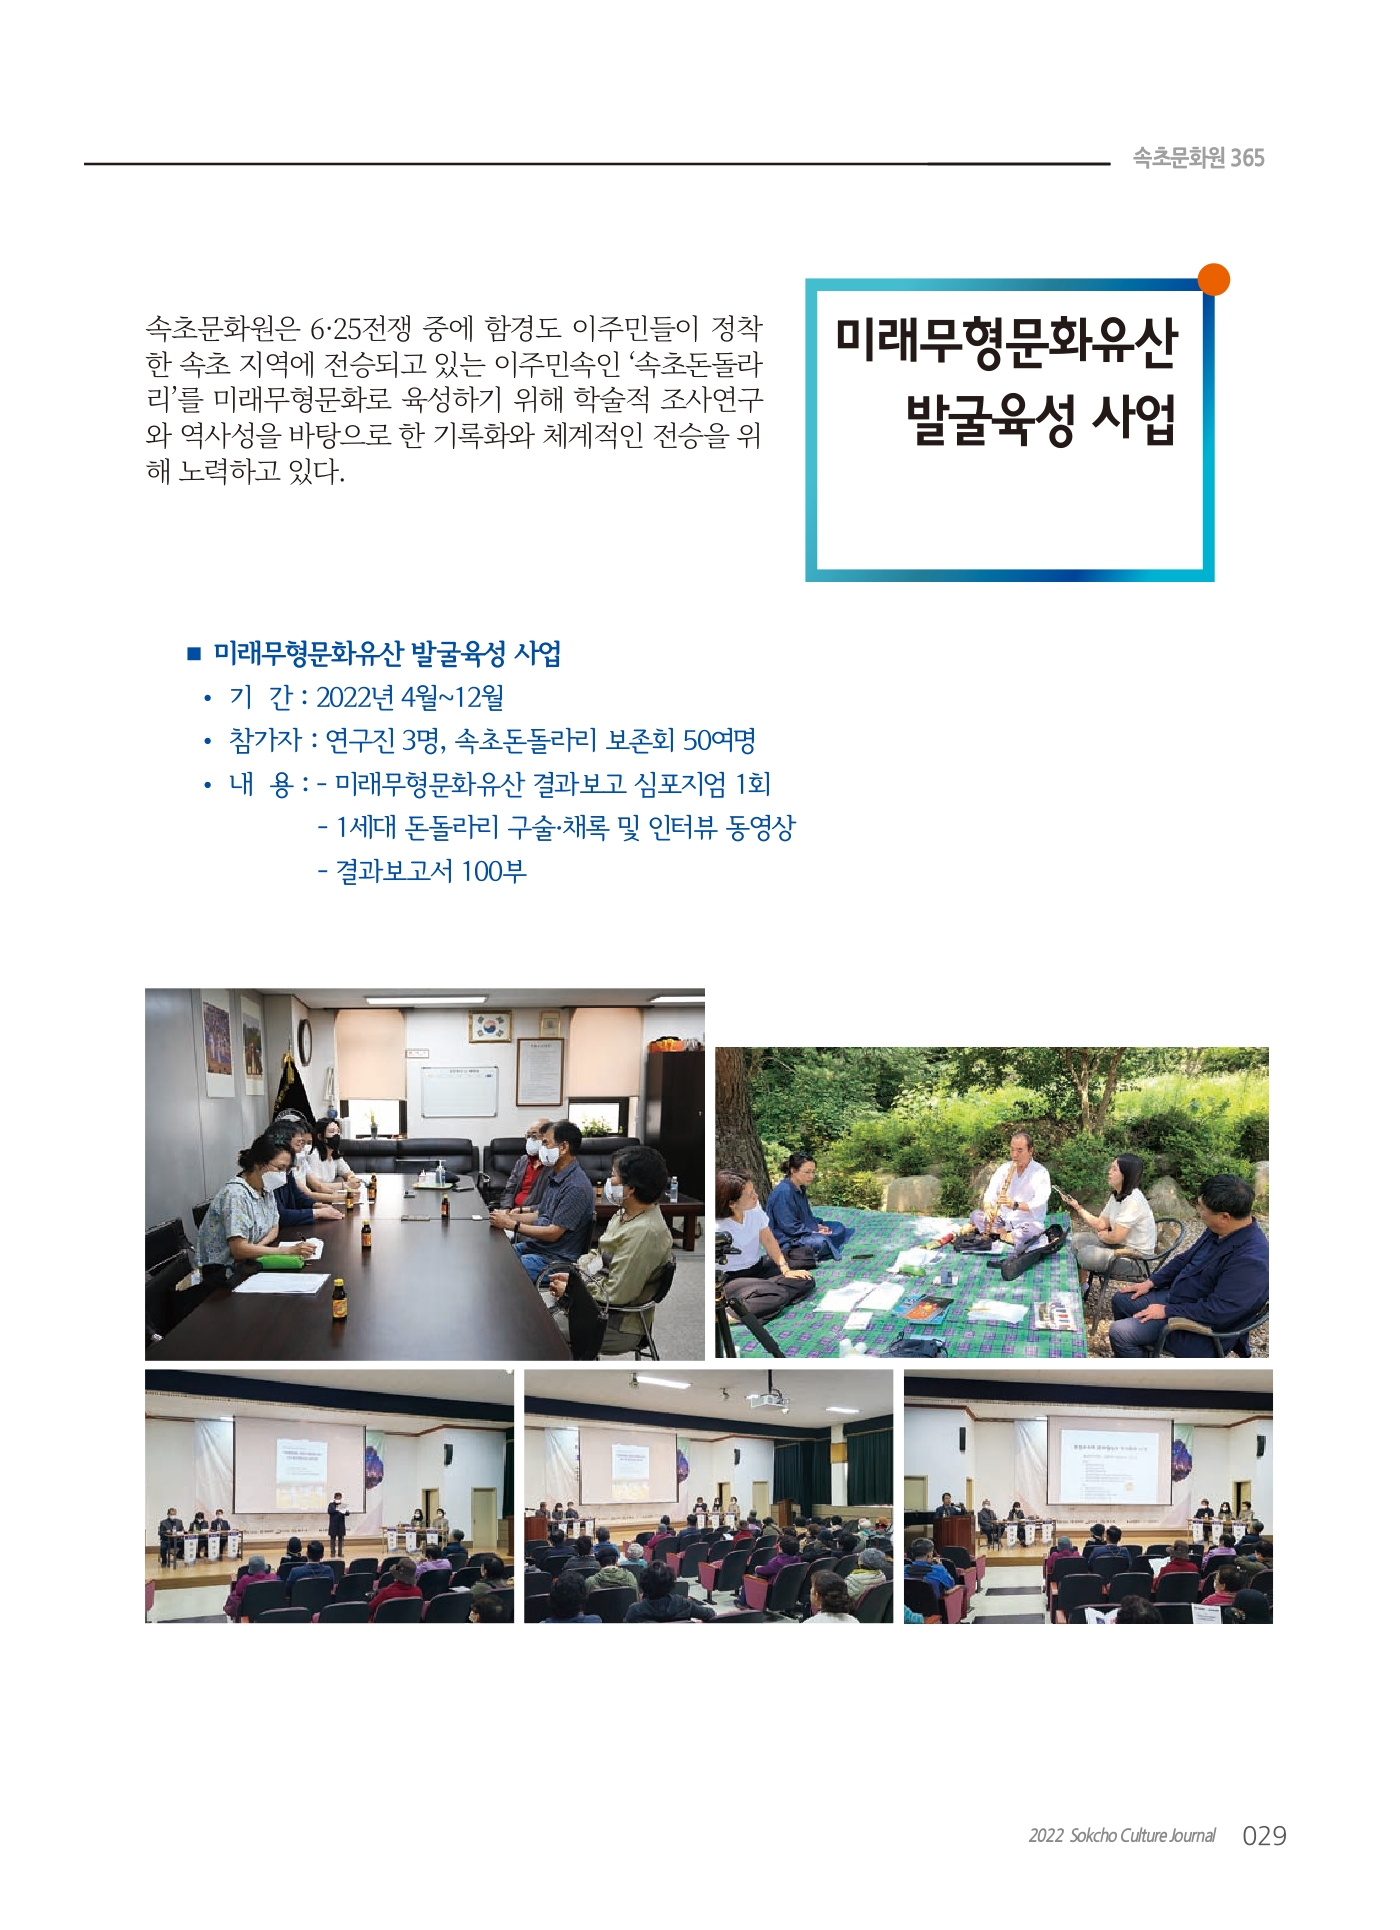 속초문화원 365
미래무형문화유산
발굴육성 사업
속초문화원은 6·25전쟁 중에 함경도 이주민들이 정착
한 속초 지역에 전승되고 있는 이주민속인 ‘속초돈돌라
리’를 미래무형문화로 육성하기 위해 학술적 조사연구
와 역사성을 바탕으로 한 기록화와 체계적인 전승을 위
해 노력하고 있다.
■ 미래무형문화유산 발굴육성 사업
• 기 간 : 2022년 4월~12월
• 참가자 : 연구진 3명, 속초돈돌라리 보존회 50여명
• 내 용 : - 미래무형문화유산 결과보고 심포지엄 1회
- 1세대 돈돌라리 구술·채록 및 인터뷰 동영상
- 결과보고서 100부
2022 Sokcho Culture Journal 029